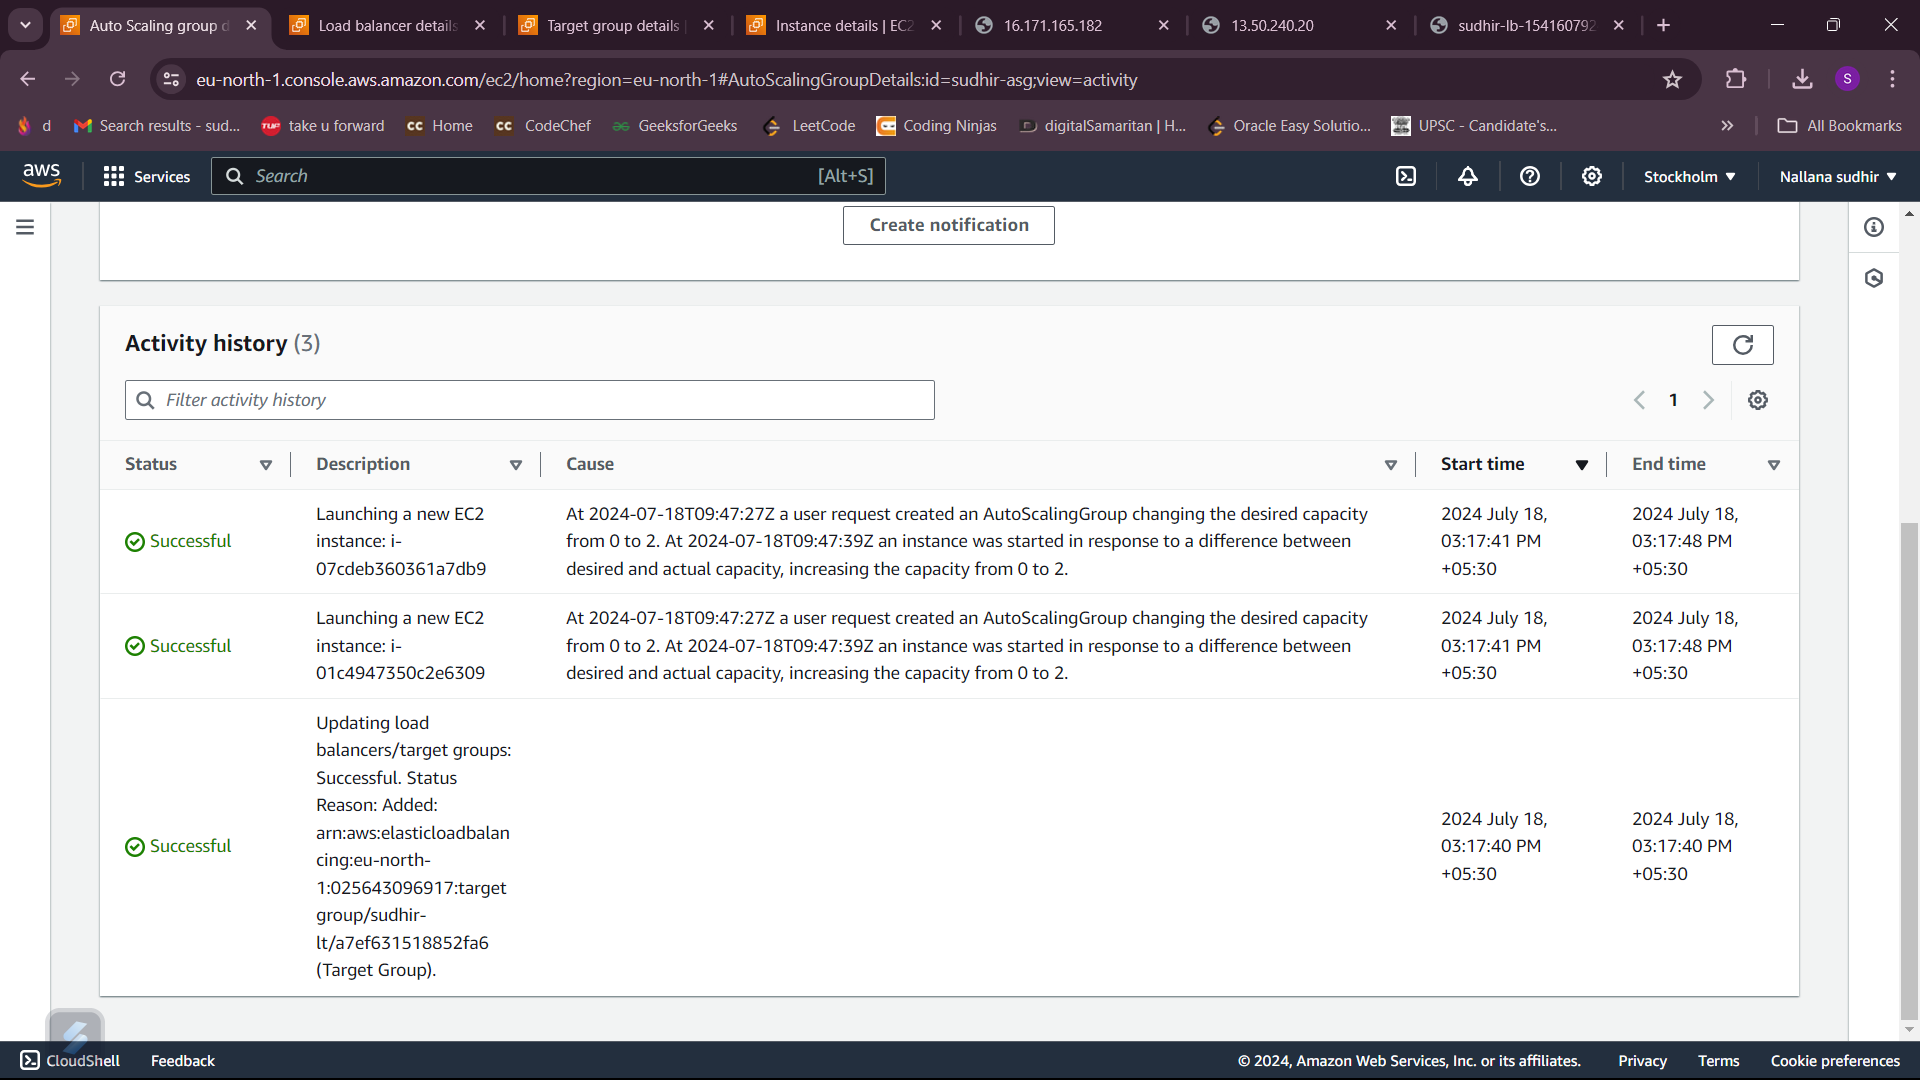 Auto Scaling group d
Load balancer details
Target group details
Instance details | EC2
16.171.165.182
13.50.240.20
sudhir-lb-154160792
eu-north-1.console.aws.amazon.com/ec2/home?region=eu-north-1#AutoScalingGroupDetails:id=sudhir-asg;view=activity
S
d
Search results - sud...
TUF take u forward
CC Home
CC CodeChef
GeeksforGeeks
LeetCode
Coding Ninjas
digitalSamaritan | H...
Oracle Easy Solutio...
UPSC - Candidate's...
All Bookmarks
aws
Services
Search
[Alt+S]
Stockholm
Nallana sudhir
Create notification
Activity history (3)
Filter activity history
1
Status
Description
Cause
Start time
End time
Successful
Launching a new EC2
instance: i-
07cdeb360361a7db9
At 2024-07-18T09:47:27Z a user request created an AutoScalingGroup changing the desired capacity
from 0 to 2. At 2024-07-18T09:47:39Z an instance was started in response to a difference between
desired and actual capacity, increasing the capacity from 0 to 2.
2024 July 18,
03:17:41 PM
+05:30
2024 July 18,
03:17:48 PM
+05:30
Successful
Launching a new EC2
instance: i-
01c4947350c2e6309
At 2024-07-18T09:47:27Z a user request created an AutoScalingGroup changing the desired capacity
from 0 to 2. At 2024-07-18T09:47:39Z an instance was started in response to a difference between
desired and actual capacity, increasing the capacity from 0 to 2.
2024 July 18,
03:17:41 PM
+05:30
2024 July 18,
03:17:48 PM
+05:30
Successful
Updating load
balancers/target groups:
Successful. Status
Reason: Added:
arn:aws:elasticloadbalan
cing:eu-north-
1:025643096917:target
group/sudhir-
lt/a7ef631518852fa6
(Target Group).
2024 July 18,
03:17:40 PM
+05:30
2024 July 18,
03:17:40 PM
+05:30
CloudShell
Feedback
© 2024, Amazon Web Services, Inc. or its affiliates.
Privacy
Terms
Cookie preferences